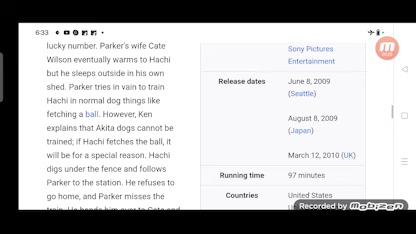 6:33
lucky number. Parker's wife Cate
Wilson eventually warms to Hachi
but he sleeps outside in his own
shed. Parker tries in vain to train
Hachi in normal dog things like
fetching a ball. However, Ken
explains that Akita dogs cannot be
trained; if Hachi fetches the ball, it
will be for a special reason. Hachi
digs under the fence and follows
Parker to the station. He refuses to
go home, and Parker misses the
Sony Pictures
Entertainment
Release dates
June 8, 2009
(Seattle)
August 8, 2009
(Japan)
March 12, 2010 (UK)
Running time
97 minutes
Countries
United States
Recorded by Mobizen